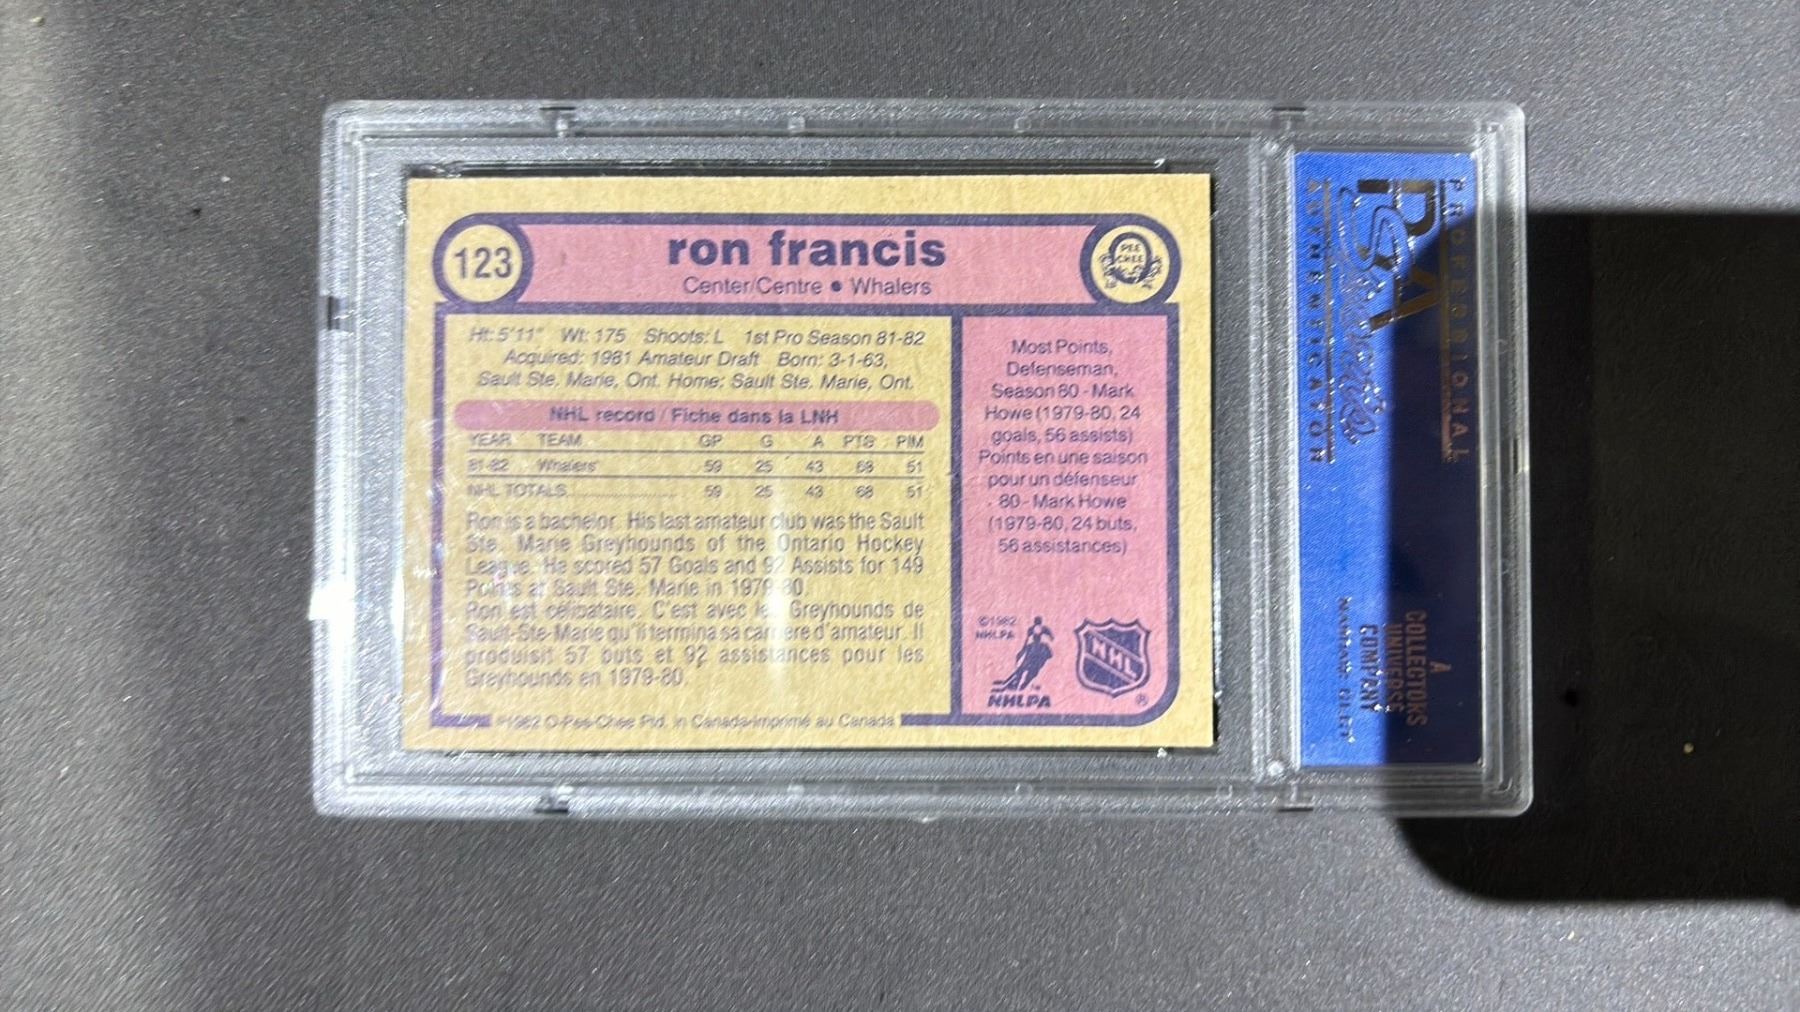 123
ron francis
Center/Centre • Whalers
PEE
CHEE
Ht: 5'11" Wt: 175 Shoots: L 1st Pro Season 81-82
Acquired: 1981 Amateur Draft Born: 3-1-63,
Sault Ste. Marie, Ont. Home: Sault Ste. Marie, Ont.
NHL record / Fiche dans la LNH
YEAR TEAM GP G A PTS PIM
81-82 Whalers 59 25 43 68 51
NHL TOTALS 59 25 43 68 51
Ron is a bachelor. His last amateur club was the Sault
Ste. Marie Greyhounds of the Ontario Hockey
League. He scored 57 Goals and 92 Assists for 149
Points at Sault Ste. Marie in 1979-80.
Ron est célibataire. C'est avec les Greyhounds de
Sault-Ste-Marie qu'il termina sa carrière d'amateur. Il
produisit 57 buts et 92 assistances pour les
Greyhounds en 1979-80.
©1982 O-Pee-Chee Ptd. in Canada-Imprimé au Canada
Most Points,
Defenseman,
Season 80 - Mark
Howe (1979-80, 24
goals, 56 assists)
Points en une saison
pour un défenseur
80 - Mark Howe
(1979-80, 24 buts,
56 assistances)
©1982
NHLPA
NHLPA
NHL
®
PROFESSIONAL
PSA
AUTHENTICATION
A
COLLECTORS
UNIVERSE
COMPANY